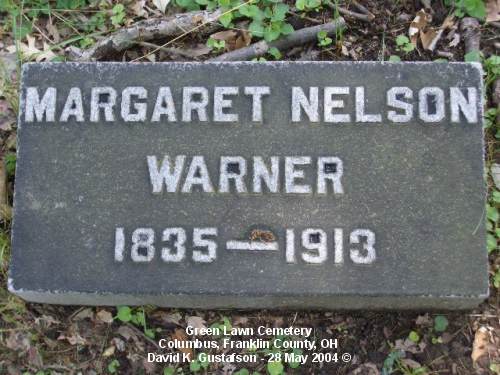 MARGARET NELSON
WARNER
1835 — 1913
Green Lawn Cemetery
Columbus, Franklin County, OH
David K. Gustafson - 28 May 2004 ©